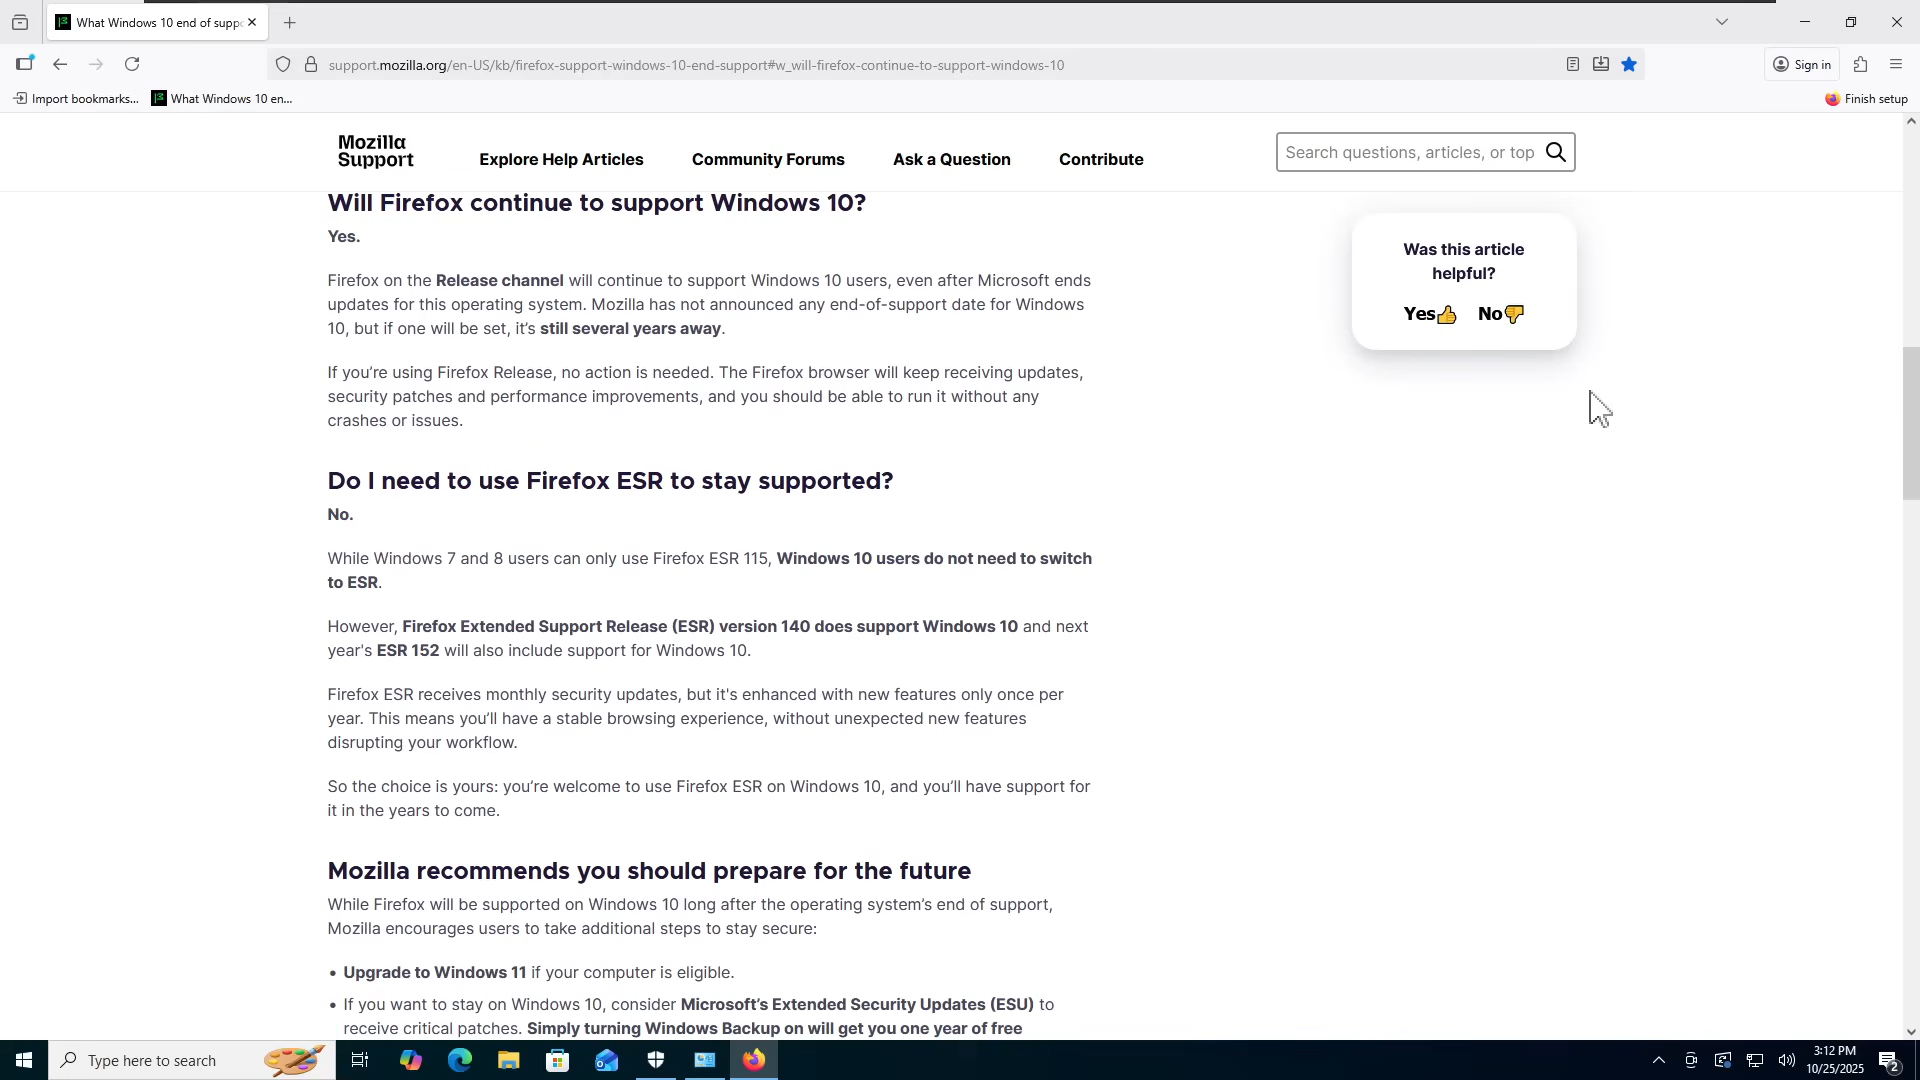 What Windows 10 end of suppo
support.mozilla.org/en-US/kb/firefox-support-windows-10-end-support#w_will-firefox-continue-to-support-windows-10
Sign in
Import bookmarks...
What Windows 10 en...
Finish setup
Mozilla
Support
Explore Help Articles
Community Forums
Ask a Question
Contribute
Search questions, articles, or top
Will Firefox continue to support Windows 10?
Yes.
Firefox on the Release channel will continue to support Windows 10 users, even after Microsoft ends
updates for this operating system. Mozilla has not announced any end-of-support date for Windows
10, but if one will be set, it’s still several years away.
If you’re using Firefox Release, no action is needed. The Firefox browser will keep receiving updates,
security patches and performance improvements, and you should be able to run it without any
crashes or issues.
Was this article
helpful?
Yes👍 No👎
Do I need to use Firefox ESR to stay supported?
No.
While Windows 7 and 8 users can only use Firefox ESR 115, Windows 10 users do not need to switch
to ESR.
However, Firefox Extended Support Release (ESR) version 140 does support Windows 10 and next
year's ESR 152 will also include support for Windows 10.
Firefox ESR receives monthly security updates, but it's enhanced with new features only once per
year. This means you’ll have a stable browsing experience, without unexpected new features
disrupting your workflow.
So the choice is yours: you’re welcome to use Firefox ESR on Windows 10, and you’ll have support for
it in the years to come.
Mozilla recommends you should prepare for the future
While Firefox will be supported on Windows 10 long after the operating system’s end of support,
Mozilla encourages users to take additional steps to stay secure:
• Upgrade to Windows 11 if your computer is eligible.
• If you want to stay on Windows 10, consider Microsoft’s Extended Security Updates (ESU) to
receive critical patches. Simply turning Windows Backup on will get you one year of free
Type here to search
3:12 PM
10/25/2025
2